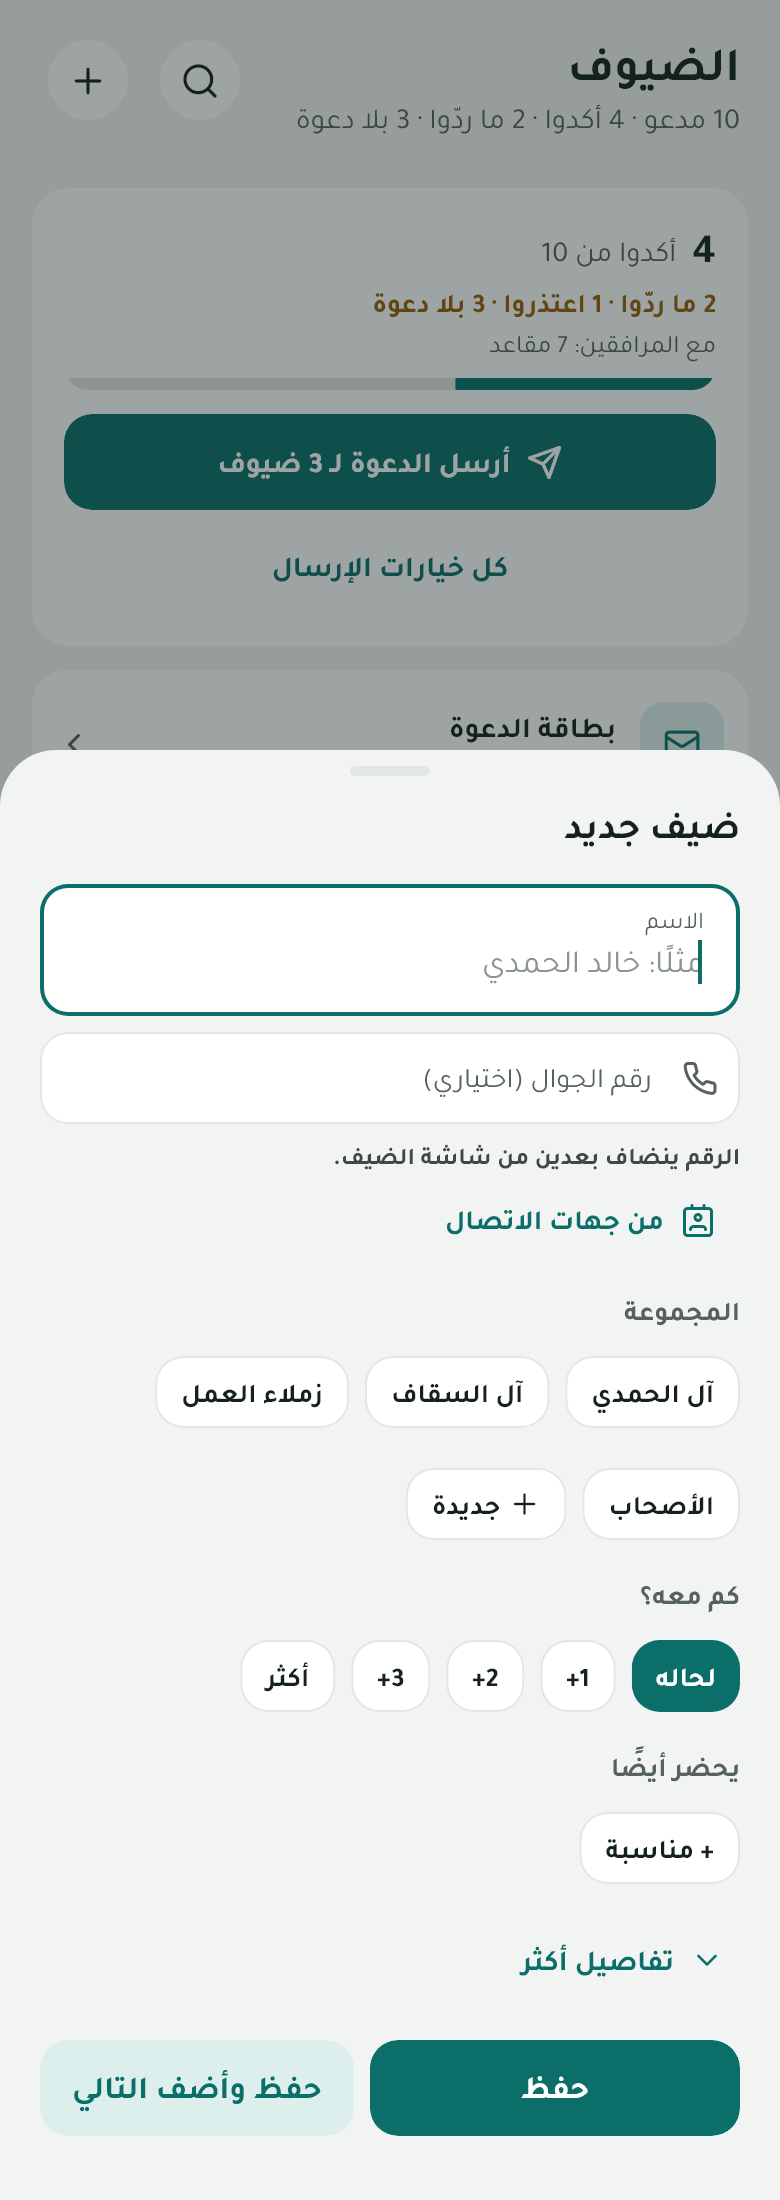 الضيوف
10 مدعو · 4 أكدوا · 2 ما ردّوا · 3 بلا دعوة
4 أكدوا من 10
2 ما ردّوا · 1 اعتذروا · 3 بلا دعوة
مع المرافقين: 7 مقاعد
أرسل الدعوة لـ 3 ضيوف
كل خيارات الإرسال
بطاقة الدعوة
ضيف جديد
الاسم
مثلًا: خالد الحمدي
رقم الجوال (اختياري)
الرقم ينضاف بعدين من شاشة الضيف.
من جهات الاتصال
المجموعة
آل الحمدي آل السقاف زملاء العمل
الأصحاب + جديدة
كم معه؟
لحاله +1 +2 +3 أكثر
يحضر أيضًا
+ مناسبة
تفاصيل أكثر
حفظ حفظ وأضف التالي